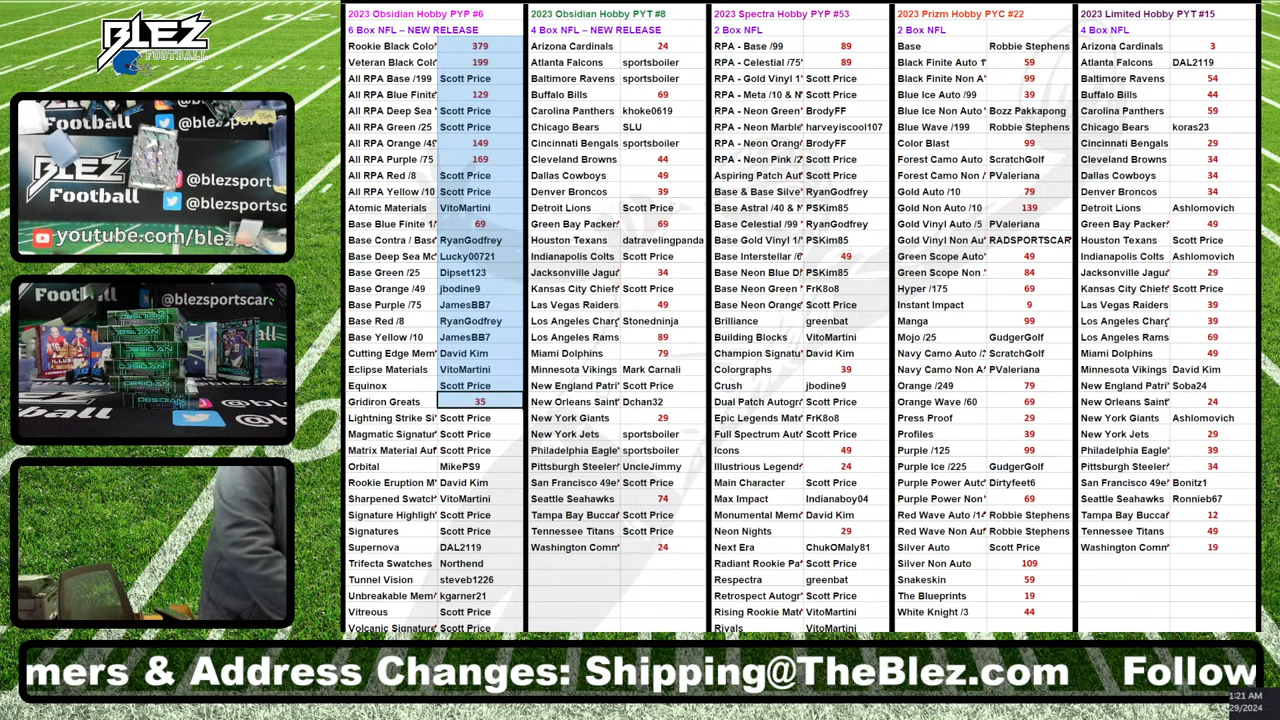 BLEZ
FOOTBALL
Football
@blezsport
BLEZ
Football
@blezsport
youtube.com/blez
Football
@blezsportscar
OBSIDIAN
OBSIDIAN
OBSIDIAN
2023 Obsidian Hobby PYP #6
6 Box NFL – NEW RELEASE
Rookie Black Colo 379
Veteran Black Col 199
All RPA Base /199 Scott Price
All RPA Blue Finite 129
All RPA Deep Sea Scott Price
All RPA Green /25 Scott Price
All RPA Orange /49 149
All RPA Purple /75 169
All RPA Red /8 Scott Price
All RPA Yellow /10 Scott Price
Atomic Materials VitoMartini
Base Blue Finite 1/ 69
Base Contra / Base RyanGodfrey
Base Deep Sea Mo Lucky00721
Base Green /25 Dipset123
Base Orange /49 jbodine9
Base Purple /75 JamesBB7
Base Red /8 RyanGodfrey
Base Yellow /10 JamesBB7
Cutting Edge Mem David Kim
Eclipse Materials VitoMartini
Equinox Scott Price
Gridiron Greats 35
Lightning Strike Si Scott Price
Magmatic Signatur Scott Price
Matrix Material Aut Scott Price
Orbital MikePS9
Rookie Eruption M David Kim
Sharpened Swatch VitoMartini
Signature Highligh Scott Price
Signatures Scott Price
Supernova DAL2119
Trifecta Swatches Northend
Tunnel Vision steveb1226
Unbreakable Mem kgarner21
Vitreous Scott Price
Volcanic Signature Scott Price
2023 Obsidian Hobby PYT #8
4 Box NFL – NEW RELEASE
Arizona Cardinals 24
Atlanta Falcons sportsboiler
Baltimore Ravens sportsboiler
Buffalo Bills 69
Carolina Panthers khoke0619
Chicago Bears SLU
Cincinnati Bengals sportsboiler
Cleveland Browns 44
Dallas Cowboys 49
Denver Broncos 39
Detroit Lions Scott Price
Green Bay Packer 69
Houston Texans datravelingpanda
Indianapolis Colts Scott Price
Jacksonville Jagu 34
Kansas City Chiefs Scott Price
Las Vegas Raiders 49
Los Angeles Charg Stonedninja
Los Angeles Rams 89
Miami Dolphins 79
Minnesota Vikings Mark Carnali
New England Patri Scott Price
New Orleans Saint Dchan32
New York Giants 29
New York Jets sportsboiler
Philadelphia Eagle sportsboiler
Pittsburgh Steeler UncleJimmy
San Francisco 49e Scott Price
Seattle Seahawks 74
Tampa Bay Bucca Scott Price
Tennessee Titans Scott Price
Washington Comm 24
2023 Spectra Hobby PYP #53
2 Box NFL
RPA - Base /99 89
RPA - Celestial /75 89
RPA - Gold Vinyl 1 Scott Price
RPA - Meta /10 & N Scott Price
RPA - Neon Green BrodyFF
RPA - Neon Marble harveyiscool107
RPA - Neon Orang BrodyFF
RPA - Neon Pink /2 Scott Price
Aspiring Patch Aut Scott Price
Base & Base Silve RyanGodfrey
Base Astral /40 & N PSKim85
Base Celestial /99 RyanGodfrey
Base Gold Vinyl 1/ PSKim85
Base Interstellar /6 49
Base Neon Blue D PSKim85
Base Neon Green FrK8o8
Base Neon Orange Scott Price
Brilliance greenbat
Building Blocks VitoMartini
Champion Signatu David Kim
Colorgraphs 39
Crush jbodine9
Dual Patch Autogr Scott Price
Epic Legends Mat FrK8o8
Full Spectrum Aut Scott Price
Icons 49
Illustrious Legend 24
Main Character Scott Price
Max Impact Indianaboy04
Monumental Mem David Kim
Neon Nights 29
Next Era ChukOMaly81
Radiant Rookie Pa Scott Price
Respectra greenbat
Retrospect Autogr Scott Price
Rising Rookie Mat VitoMartini
Rivals VitoMartini
2023 Prizm Hobby PYC #22
2 Box NFL
Base Robbie Stephens
Black Finite Auto 1 59
Black Finite Non A 99
Blue Ice Auto /99 39
Blue Ice Non Auto Bozz Pakkapong
Blue Wave /199 Robbie Stephens
Color Blast 99
Forest Camo Auto ScratchGolf
Forest Camo Non / PValeriana
Gold Auto /10 79
Gold Non Auto /10 139
Gold Vinyl Auto /5 PValeriana
Gold Vinyl Non Au RADSPORTSCAR
Green Scope Auto 49
Green Scope Non 84
Hyper /175 69
Instant Impact 9
Manga 99
Mojo /25 GudgerGolf
Navy Camo Auto /2 ScratchGolf
Navy Camo Non A PValeriana
Orange /249 79
Orange Wave /60 69
Press Proof 29
Profiles 39
Purple /125 99
Purple Ice /225 GudgerGolf
Purple Power Auto Dirtyfeet6
Purple Power Non 69
Red Wave Auto /14 Robbie Stephens
Red Wave Non Au Robbie Stephens
Silver Auto Scott Price
Silver Non Auto 109
Snakeskin 59
The Blueprints 19
White Knight /3 44
2023 Limited Hobby PYT #15
4 Box NFL
Arizona Cardinals 3
Atlanta Falcons DAL2119
Baltimore Ravens 54
Buffalo Bills 44
Carolina Panthers 59
Chicago Bears koras23
Cincinnati Bengals 29
Cleveland Browns 34
Dallas Cowboys 34
Denver Broncos 34
Detroit Lions Ashlomovich
Green Bay Packer 49
Houston Texans Scott Price
Indianapolis Colts Ashlomovich
Jacksonville Jagu 29
Kansas City Chiefs Scott Price
Las Vegas Raiders 39
Los Angeles Charg 39
Los Angeles Rams 69
Miami Dolphins 49
Minnesota Vikings David Kim
New England Patri Soba24
New Orleans Saint 24
New York Giants Ashlomovich
New York Jets 29
Philadelphia Eagle 39
Pittsburgh Steeler 34
San Francisco 49e Bonitz1
Seattle Seahawks Ronnieb67
Tampa Bay Bucca 12
Tennessee Titans 49
Washington Comm 19
mers & Address Changes: Shipping@TheBlez.com Follow
1:21 AM
29/2024